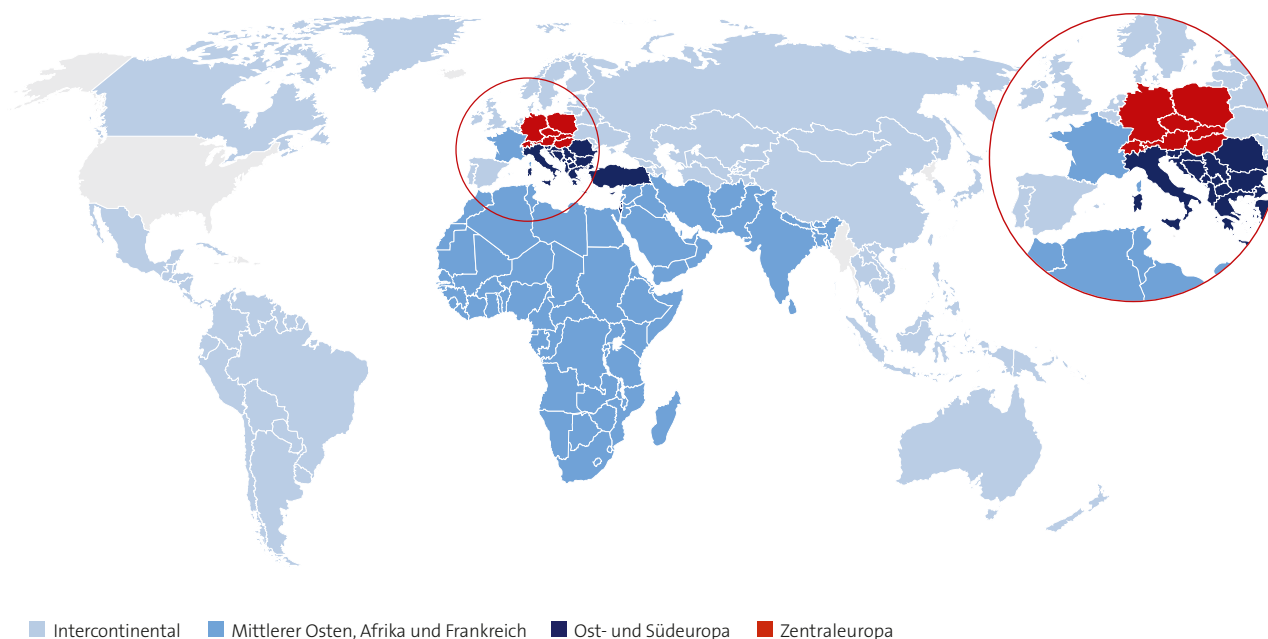 Intercontinental Mittlerer Osten, Afrika und Frankreich Ost- und Südeuropa Zentraleuropa